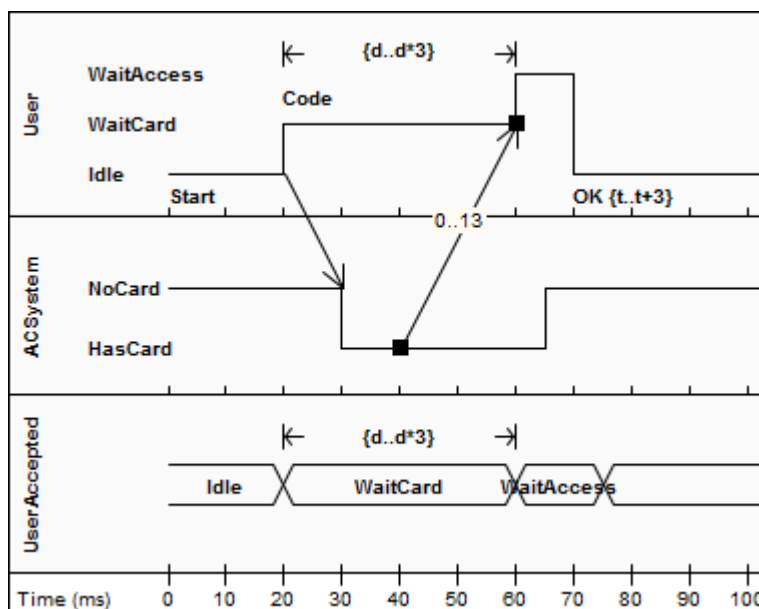 {d..d*3}
WaitAccess
Code
WaitCard
Idle
Start
OK {t..t+3}
User
0..13
NoCard
HasCard
ACSystem
{d..d*3}
Idle
WaitCard
WaitAccess
UserAccepted
Time (ms) 0 10 20 30 40 50 60 70 80 90 100